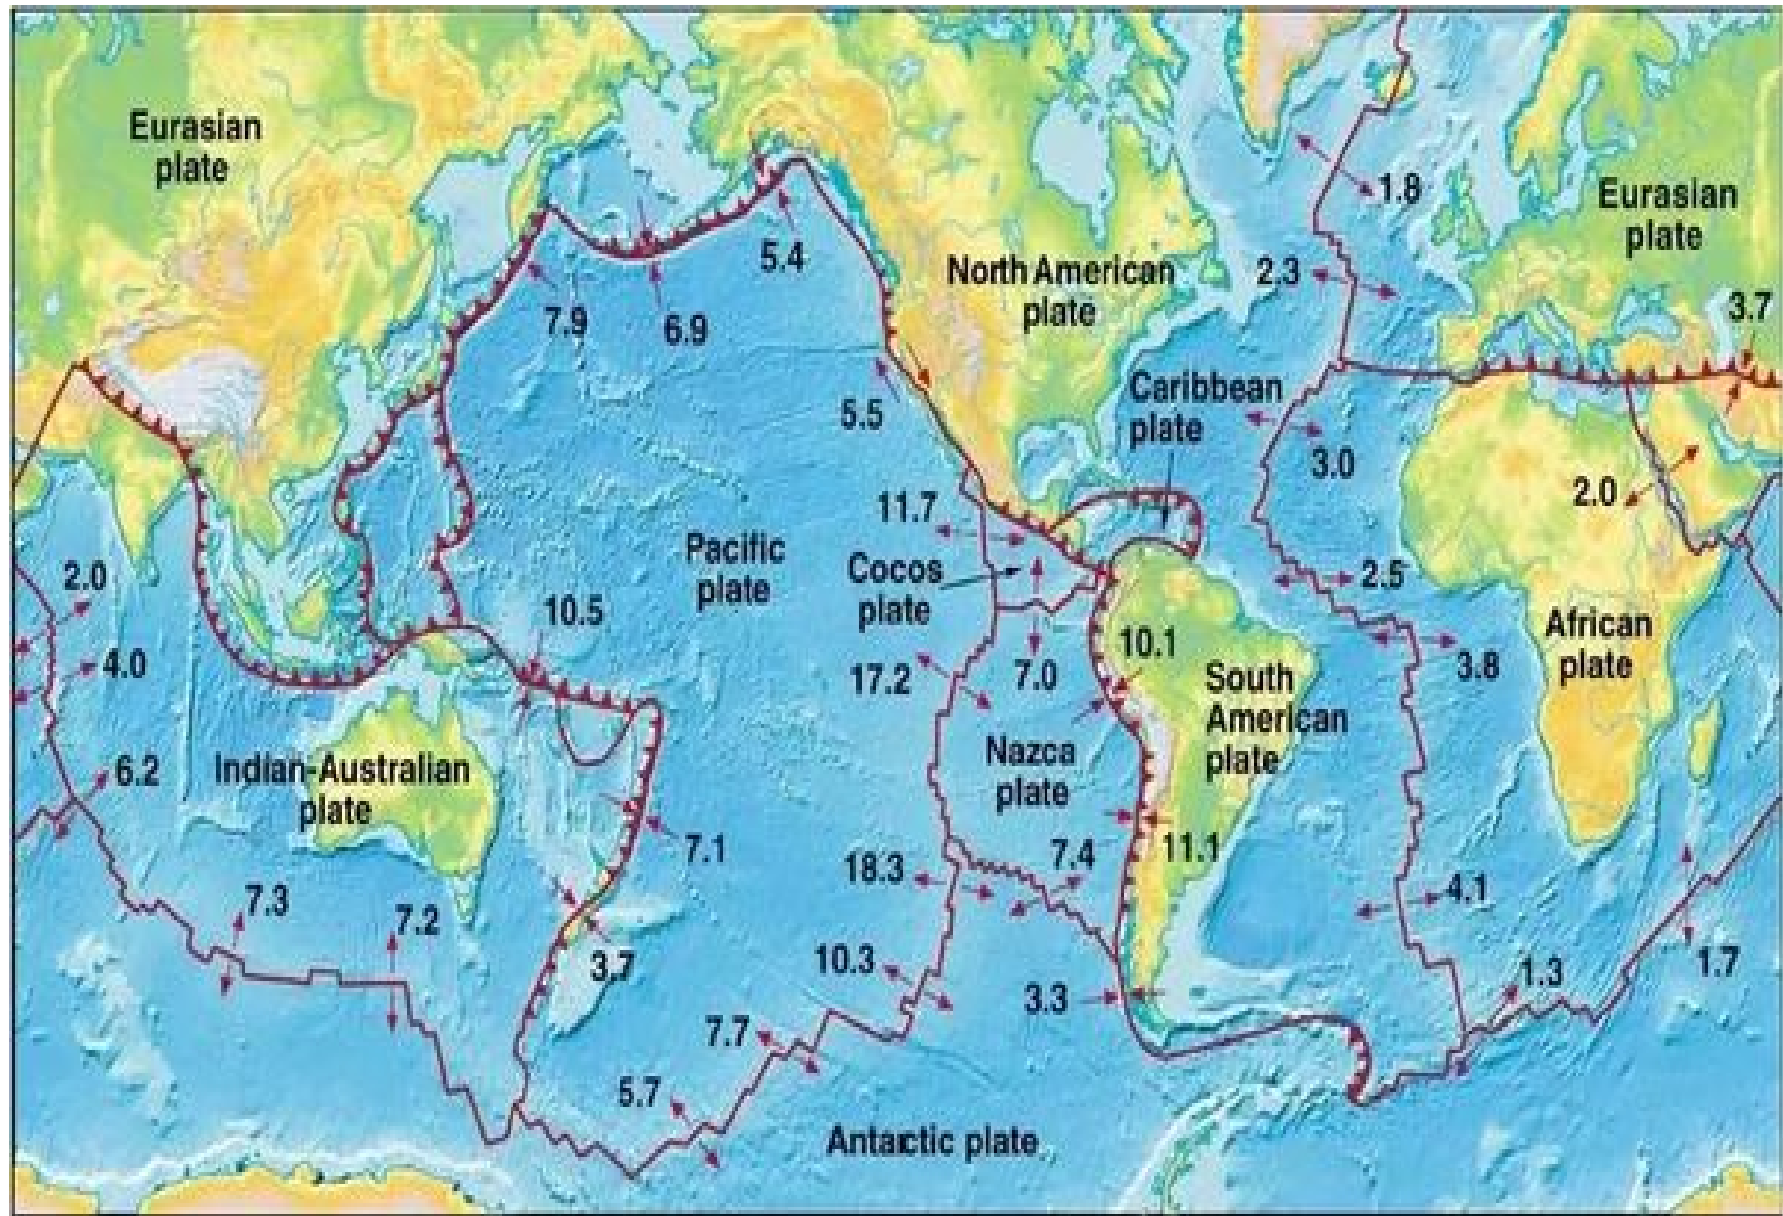 Eurasian
plate
Eurasian
plate
1.8
5.4
North American
plate
2.3
3.7
7.9
6.9
Caribbean
plate
5.5
3.0
2.0
11.7
Pacific
plate
Cocos
plate
2.0
2.5
10.5
African
plate
4.0
10.1
3.8
17.2
7.0
South
American
plate
6.2
Indian-Australian
plate
Nazca
plate
7.1
18.3
7.4
11.1
7.3
7.2
4.1
3.7
10.3
3.3
1.3
1.7
7.7
5.7
Antarctic plate